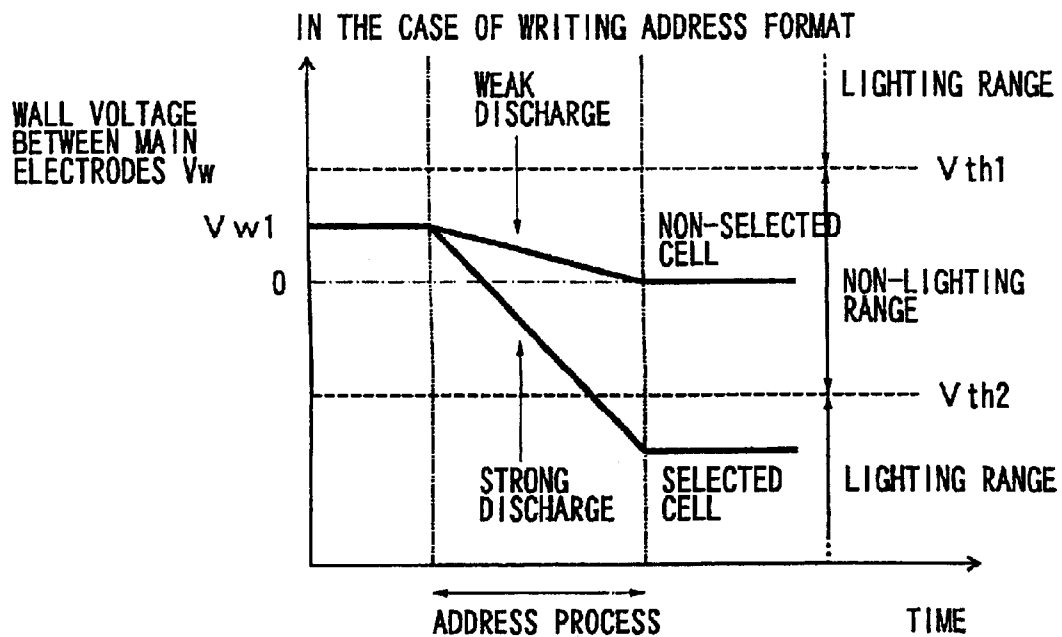 IN THE CASE OF WRITING ADDRESS FORMAT
WALL VOLTAGE
BETWEEN MAIN
ELECTRODES Vw
WEAK
DISCHARGE
LIGHTING RANGE
Vth1
Vw1
NON-SELECTED
CELL
0
NON-LIGHTING
RANGE
Vth2
STRONG
DISCHARGE
SELECTED
CELL
LIGHTING RANGE
ADDRESS PROCESS
TIME